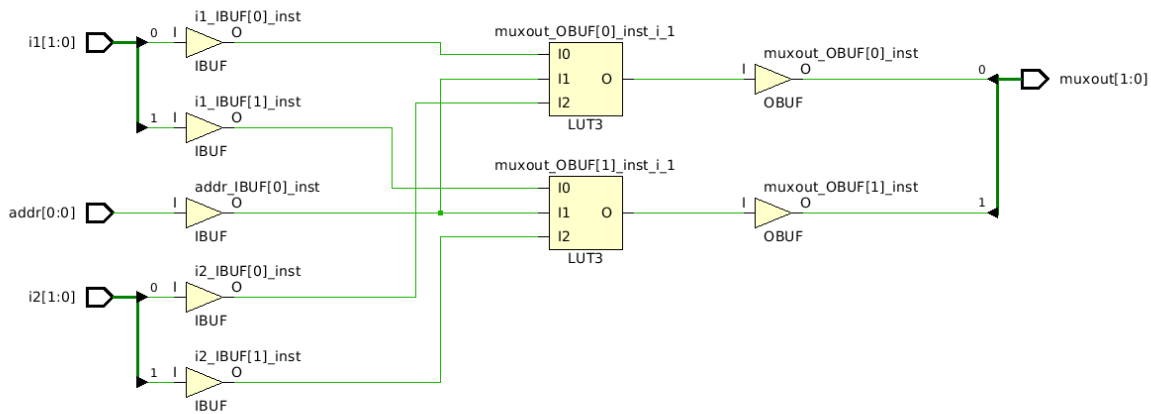 i1_IBUF[0]_inst
i1[1:0]
0
I
O
IBUF
i1_IBUF[1]_inst
1
I
O
IBUF
addr_IBUF[0]_inst
addr[0:0]
I
O
IBUF
i2_IBUF[0]_inst
i2[1:0]
0
I
O
IBUF
i2_IBUF[1]_inst
1
I
O
IBUF
muxout_OBUF[0]_inst_i_1
I0
I1
O
I2
LUT3
muxout_OBUF[1]_inst_i_1
I0
I1
O
I2
LUT3
muxout_OBUF[0]_inst
I
O
OBUF
muxout_OBUF[1]_inst
I
O
OBUF
0
muxout[1:0]
1